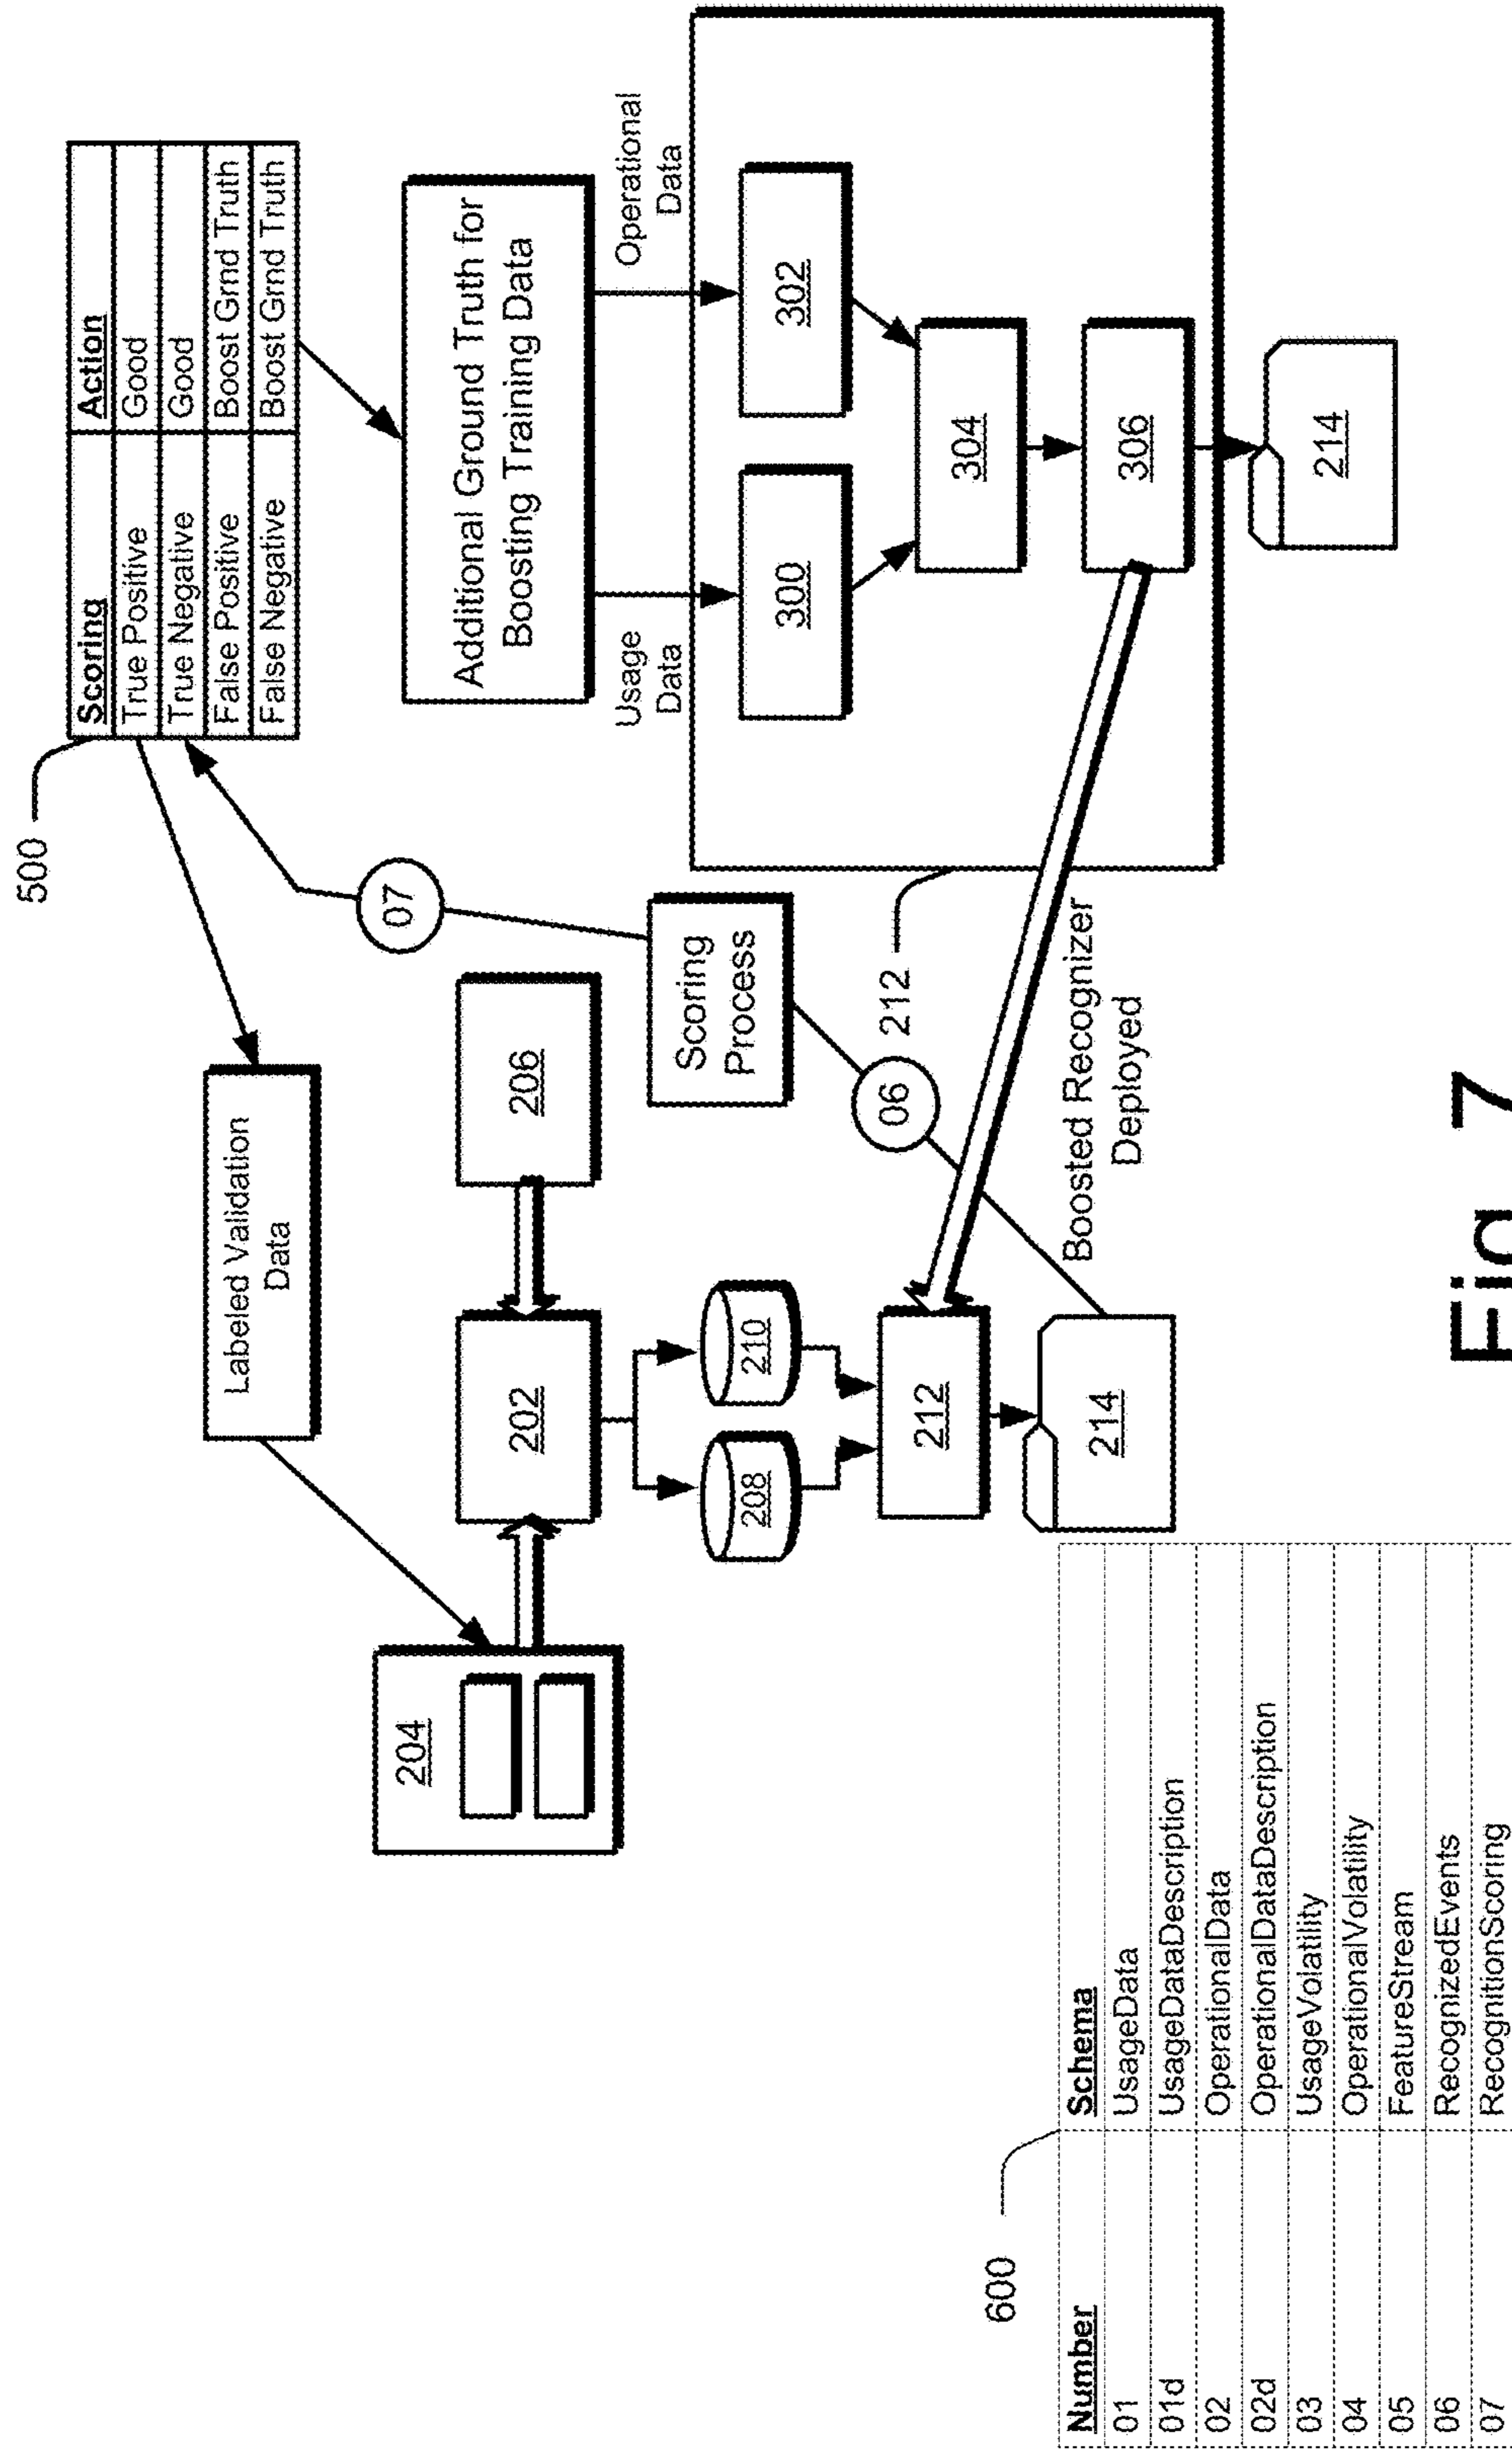 500
Scoring Action
True Positive Good
True Negative Good
False Positive Boost Grnd Truth
False Negative Boost Grnd Truth
Labeled Validation
Data
07
Additional Ground Truth for
Boosting Training Data
204
202
206
Scoring
Process
Usage
Data
Operational
Data
208
210
06
212
300
302
304
306
212
214
Boosted Recognizer
Deployed
214
600
Number Schema
01 UsageData
01d UsageDataDescription
02 OperationalData
02d OperationalDataDescription
03 UsageVolatility
04 OperationalVolatility
05 FeatureStream
06 RecognizedEvents
07 RecognitionScoring
Fig. 7